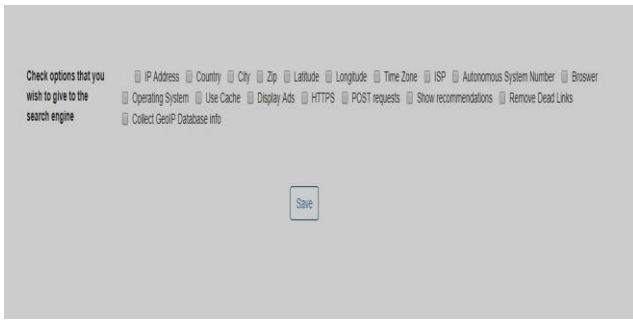 Check options that you
wish to give to the
search engine
IP Address Country City Zip Latitude Longitude Time Zone ISP Autonomous System Number Broswer
Operating System Use Cache Display Ads HTTPS POST requests Show recommendations Remove Dead Links
Collect GeoIP Database info
Save